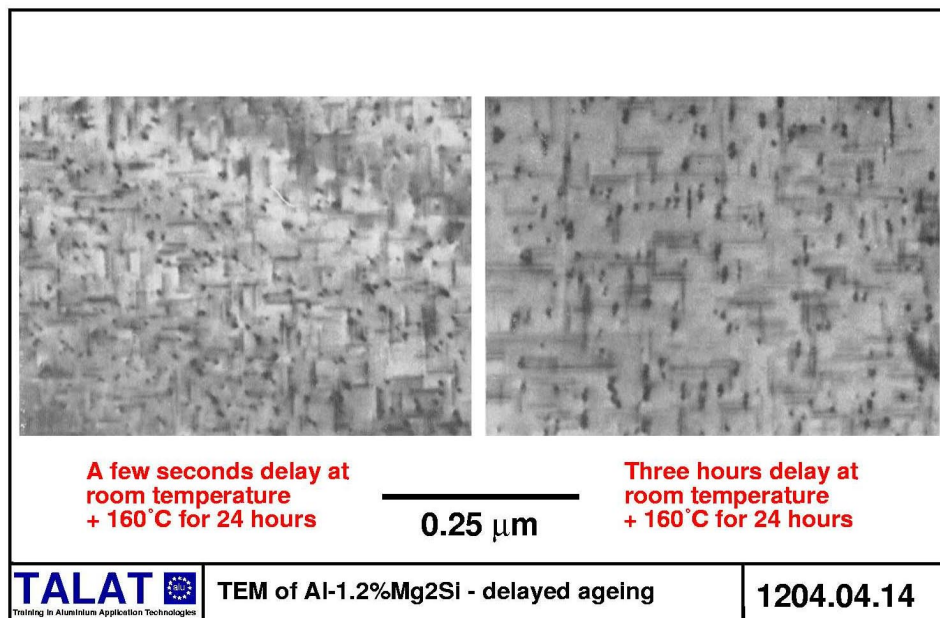 A few seconds delay at
room temperature
+ 160°C for 24 hours
0.25 μm
Three hours delay at
room temperature
+ 160°C for 24 hours
TALAT
alu
Training in Aluminium Application Technologies
TEM of Al-1.2%Mg2Si - delayed ageing
1204.04.14